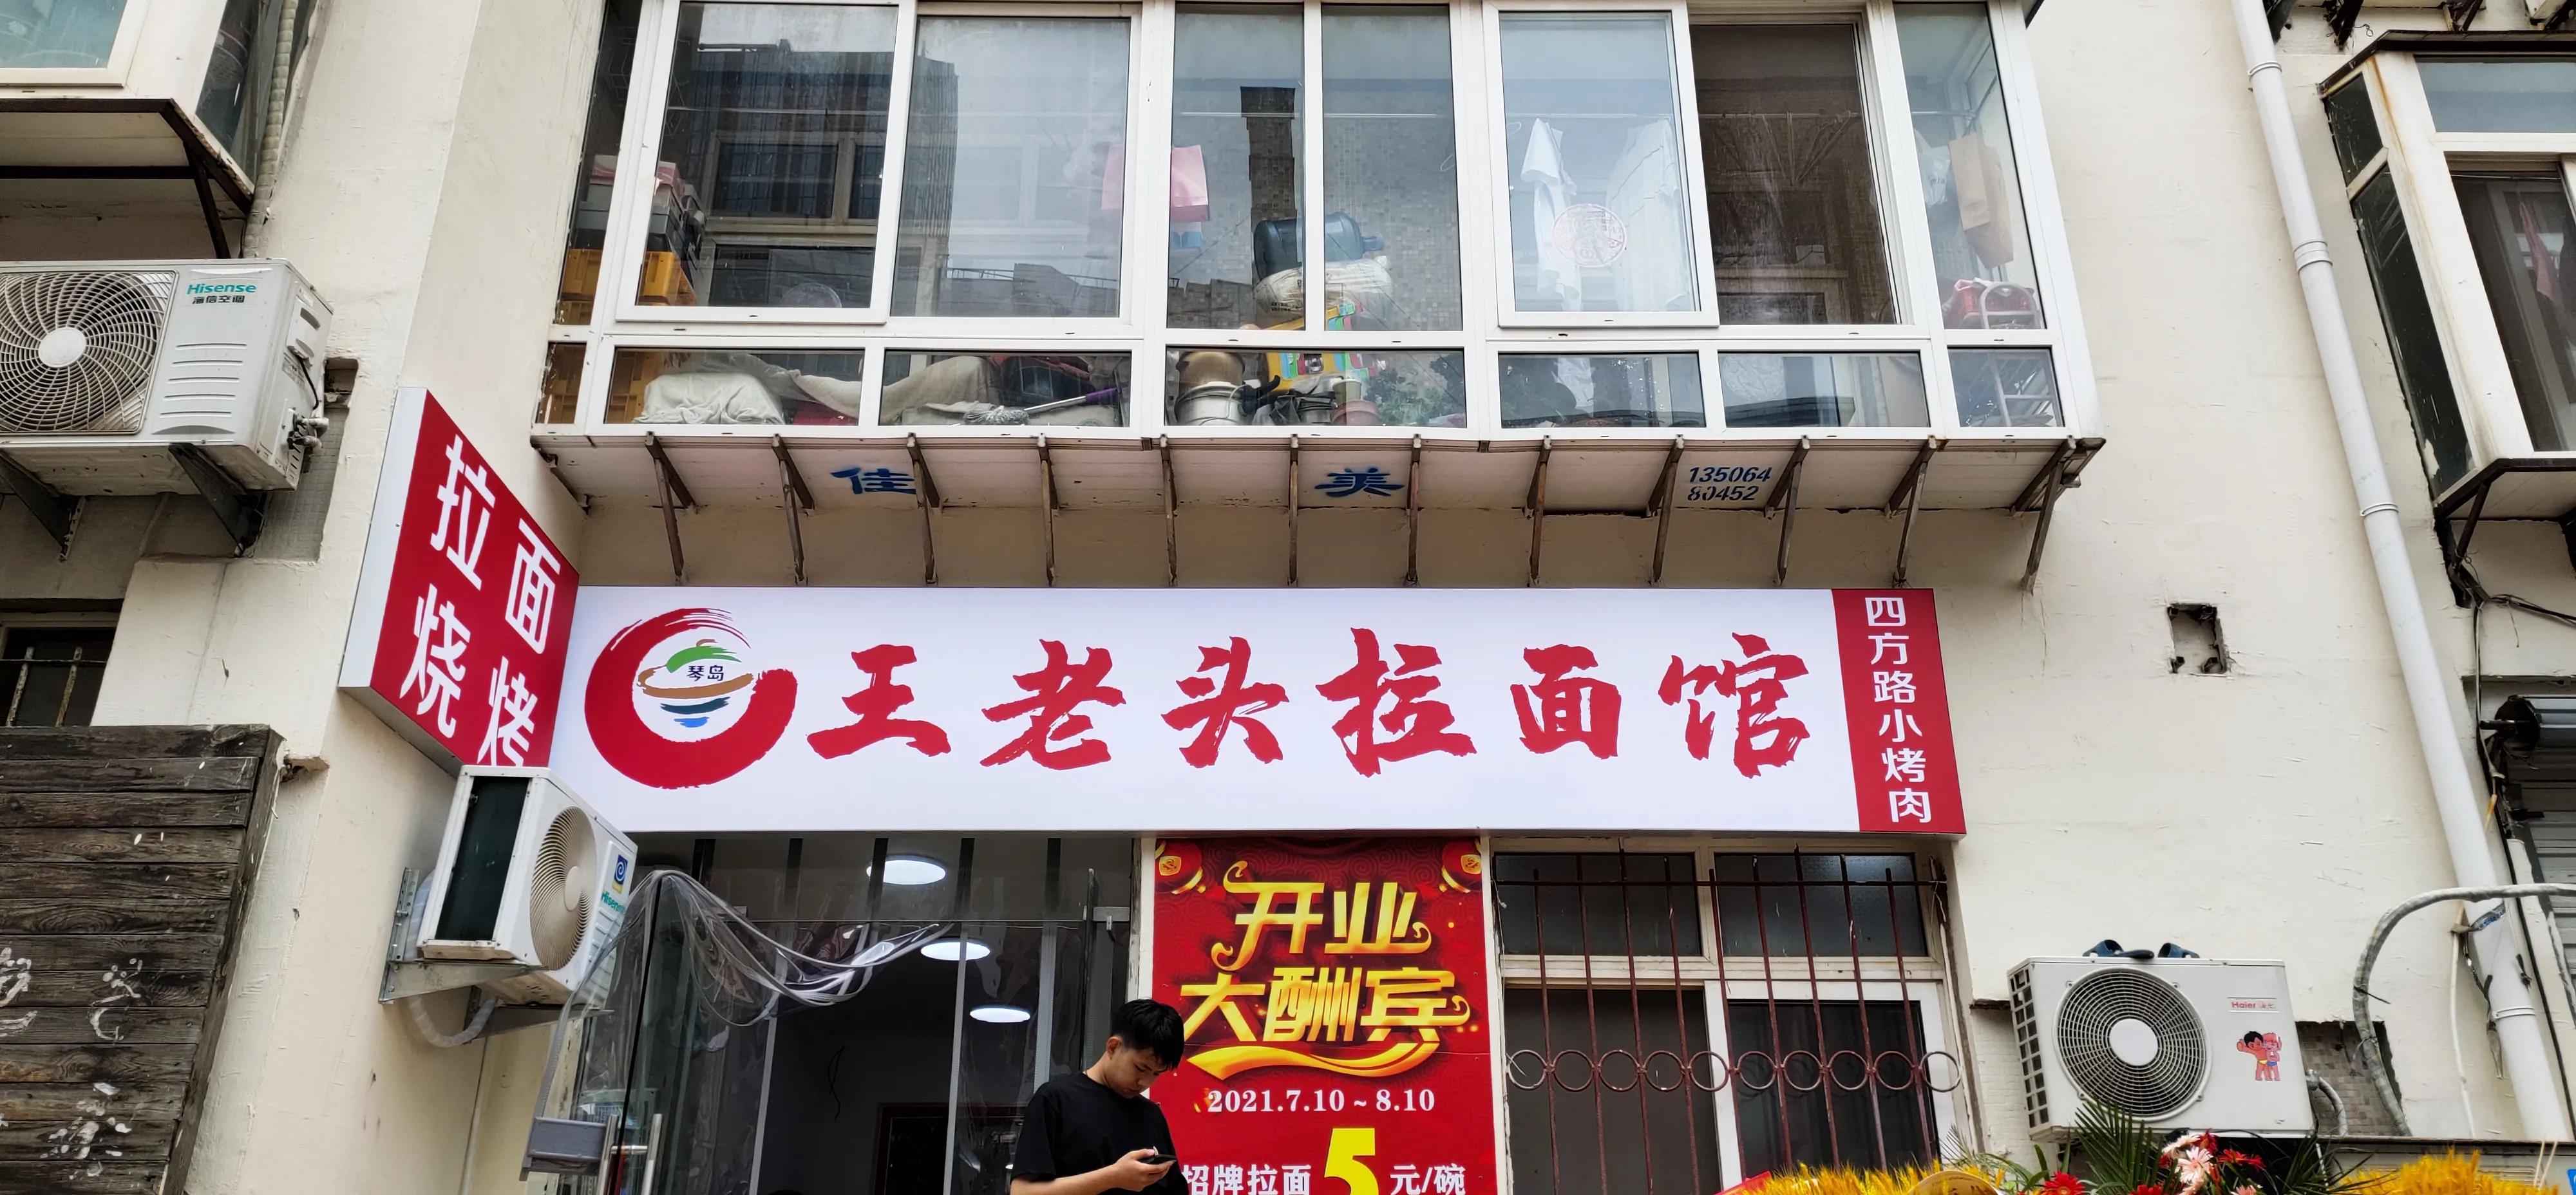 Hisense
海信空调
佳 美
135064
80452
拉面
烧烤
琴岛
王老头拉面馆
四方路小烤肉
Hisense
开业
大酬宾
2021.7.10~8.10
招牌拉面5元/碗
Haier